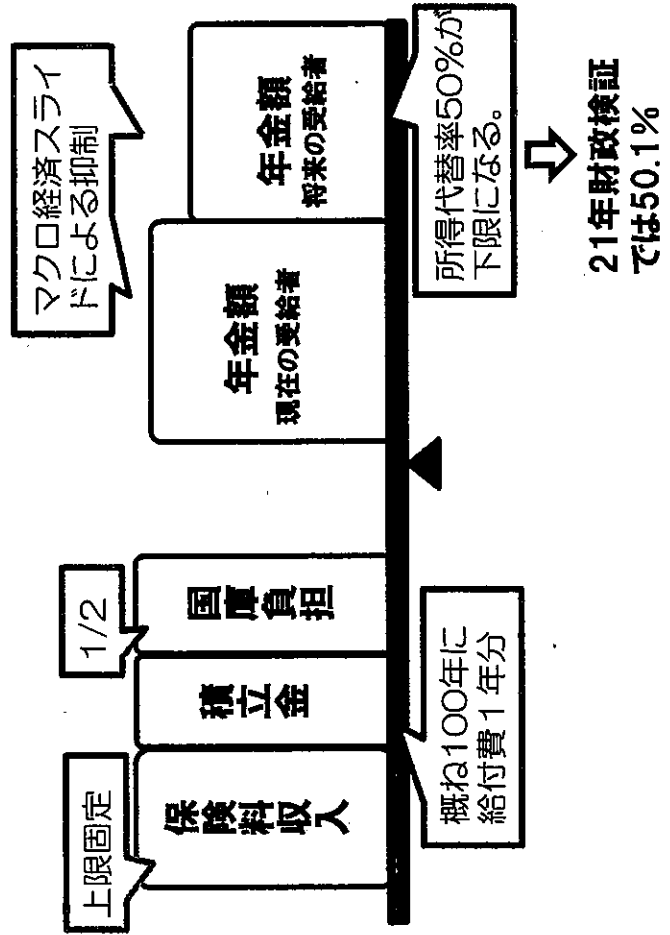 上限固定
1/2
マクロ経済スライ
ドによる抑制
保険料収入
積立金
国庫負担
年金額
現在の受給者
年金額
将来の受給者
概ね100年に
給付費1年分
所得代替率50%が
下限になる。
21年財政検証
では50.1%